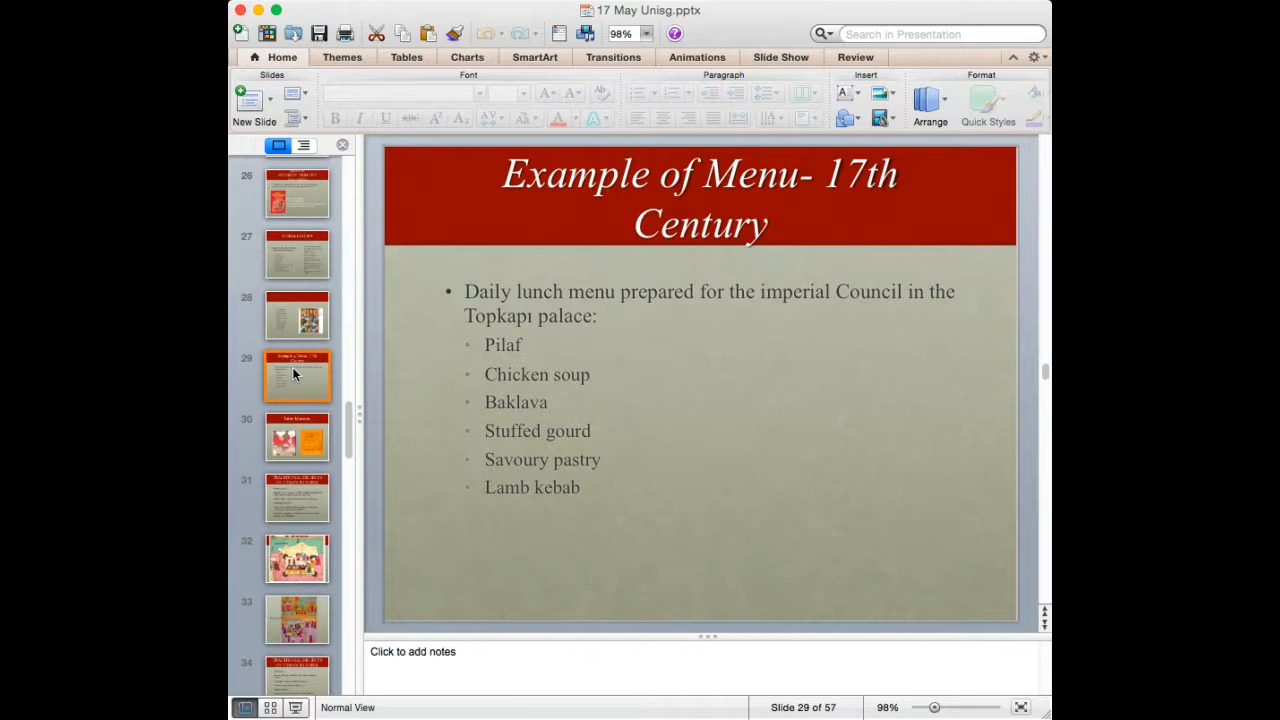 17 May Unisg.pptx
98%
Search in Presentation
Home Themes Tables Charts SmartArt Transitions Animations Slide Show Review
Slides Font Paragraph Insert Format
New Slide Arrange Quick Styles
26
27
28
29
30
31
32
33
34
Example of Menu- 17th
Century
• Daily lunch menu prepared for the imperial Council in the
Topkapı palace:
• Pilaf
• Chicken soup
• Baklava
• Stuffed gourd
• Savoury pastry
• Lamb kebab
Click to add notes
Normal View Slide 29 of 57 98%